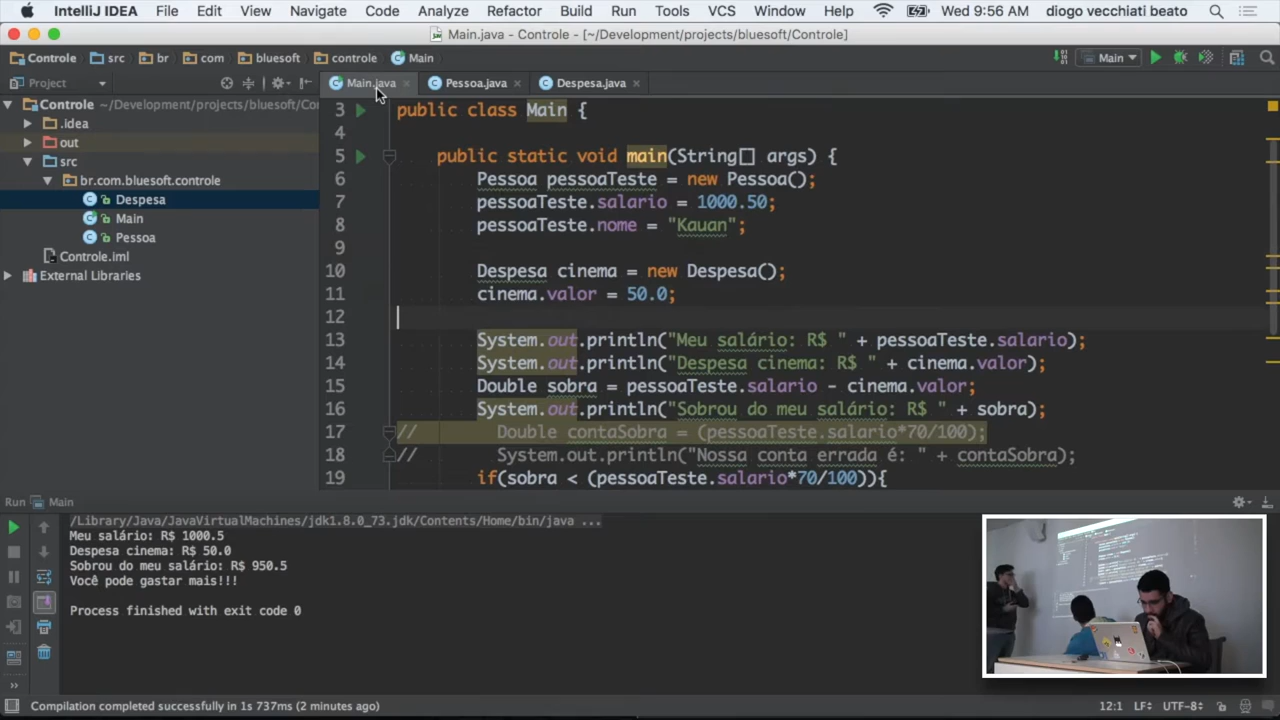 IntelliJ IDEA File Edit View Navigate Code Analyze Refactor Build Run Tools VCS Window Help Wed 9:56 AM diogo vecchiati beato
Main.java - Controle - [~/Development/projects/bluesoft/Controle]
Controle src br com bluesoft controle Main Main
Project Main.java Pessoa.java Despesa.java
Controle ~/Development/projects/bluesoft/Con
.idea
out
src
br.com.bluesoft.controle
Despesa
Main
Pessoa
Controle.iml
External Libraries
3 public class Main {
4
5 public static void main(String[] args) {
6 Pessoa pessoaTeste = new Pessoa();
7 pessoaTeste.salario = 1000.50;
8 pessoaTeste.nome = "Kauan";
9
10 Despesa cinema = new Despesa();
11 cinema.valor = 50.0;
12
13 System.out.println("Meu salário: R$ " + pessoaTeste.salario);
14 System.out.println("Despesa cinema: R$ " + cinema.valor);
15 Double sobra = pessoaTeste.salario - cinema.valor;
16 System.out.println("Sobrou do meu salário: R$ " + sobra);
17 // Double contaSobra = (pessoaTeste.salario*70/100);
18 // System.out.println("Nossa conta errada é: " + contaSobra);
19 if(sobra < (pessoaTeste.salario*70/100)){
Run Main
/Library/Java/JavaVirtualMachines/jdk1.8.0_73.jdk/Contents/Home/bin/java ...
Meu salário: R$ 1000.5
Despesa cinema: R$ 50.0
Sobrou do meu salário: R$ 950.5
Você pode gastar mais!!!
Process finished with exit code 0
Compilation completed successfully in 1s 737ms (2 minutes ago) 12:1 LF UTF-8